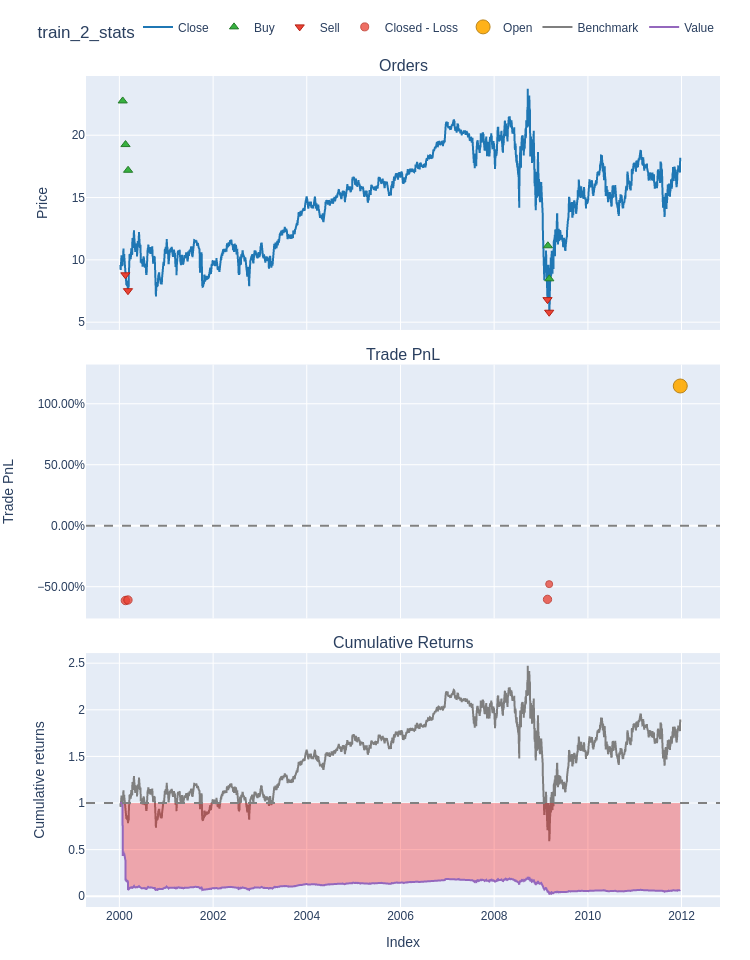 train_2_stats
Close
Buy
Sell
Closed - Loss
Open
Benchmark
Value
Orders
20
15
10
5
Price
Trade PnL
100.00%
50.00%
0.00%
−50.00%
Trade PnL
Cumulative Returns
2.5
2
1.5
1
0.5
0
Cumulative returns
2000
2002
2004
2006
2008
2010
2012
Index